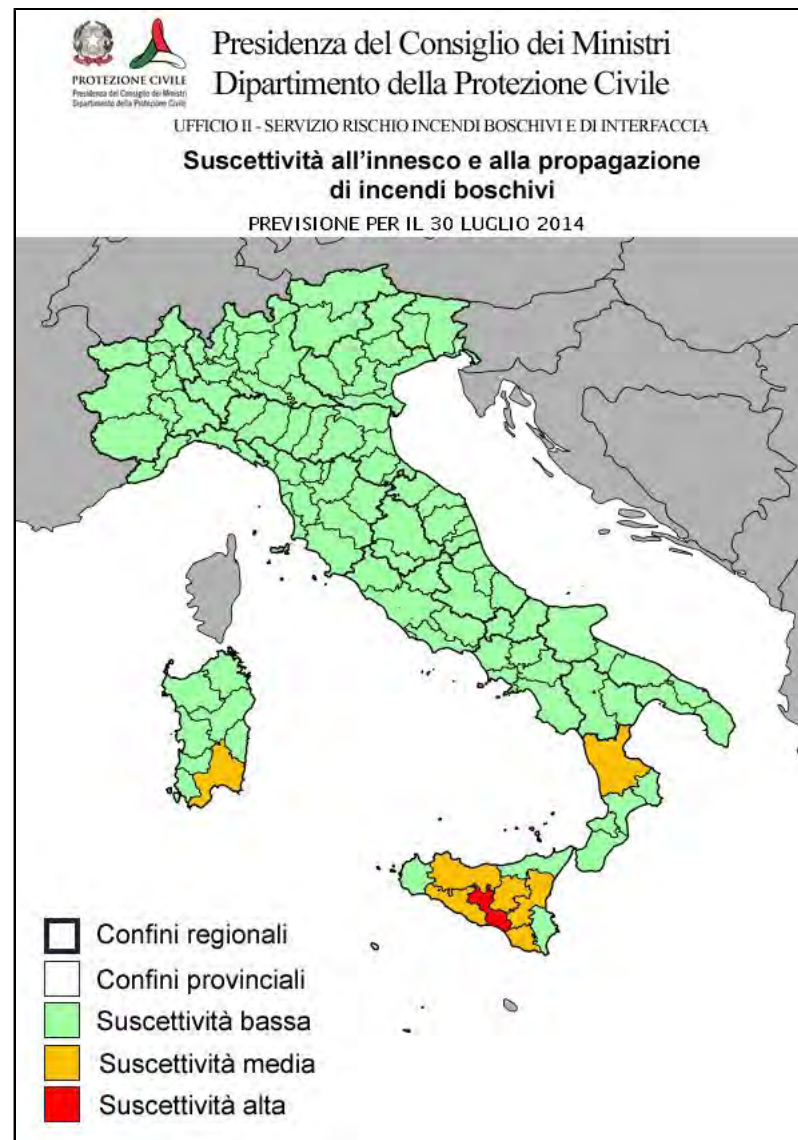 PROTEZIONE CIVILE
Presidenza del Consiglio dei Ministri
Dipartimento della Protezione Civile
Presidenza del Consiglio dei Ministri
Dipartimento della Protezione Civile
UFFICIO II - SERVIZIO RISCHIO INCENDI BOSCHIVI E DI INTERFACCIA
Suscettività all'innesco e alla propagazione
di incendi boschivi
PREVISIONE PER IL 30 LUGLIO 2014
Confini regionali
Confini provinciali
Suscettività bassa
Suscettività media
Suscettività alta